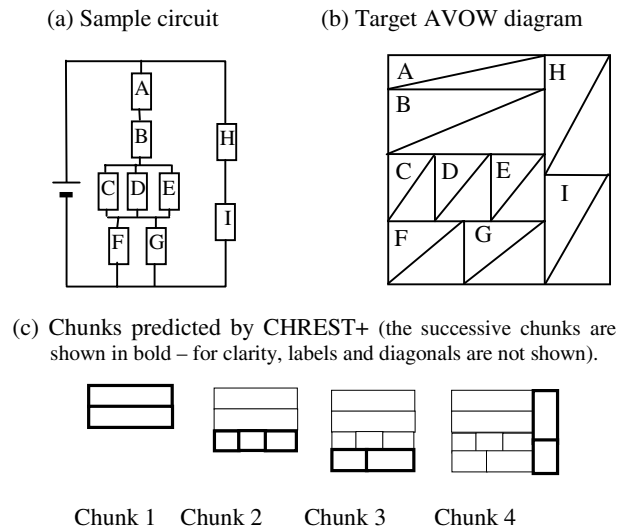 (a) Sample circuit
(b) Target AVOW diagram
A
B
C D E
F G
H
I
A
B
C D E
F G
H
I
(c) Chunks predicted by CHREST+ (the successive chunks are
shown in bold – for clarity, labels and diagonals are not shown).
Chunk 1 Chunk 2 Chunk 3 Chunk 4